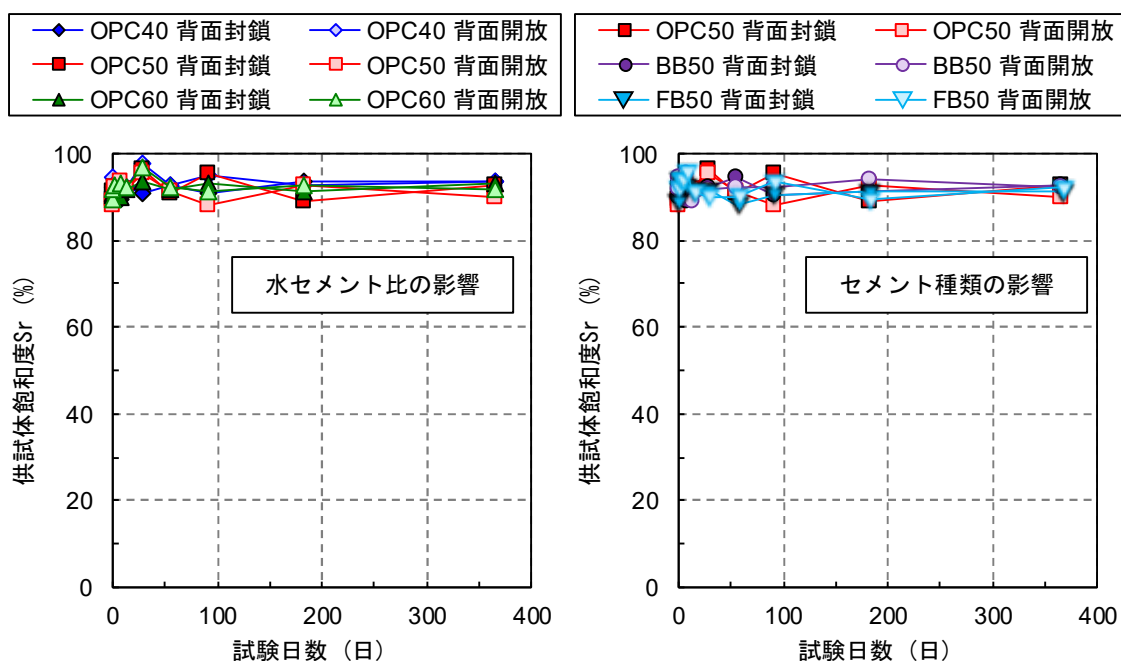 OPC40 背面封鎖 OPC40 背面開放
OPC50 背面封鎖 OPC50 背面開放
OPC60 背面封鎖 OPC60 背面開放
100
80
60
40
20
0
供試体飽和度Sr (%)
水セメント比の影響
0 100 200 300 400
試験日数 (日)
OPC50 背面封鎖 OPC50 背面開放
BB50 背面封鎖 BB50 背面開放
FB50 背面封鎖 FB50 背面開放
100
80
60
40
20
0
供試体飽和度Sr (%)
セメント種類の影響
0 100 200 300 400
試験日数 (日)